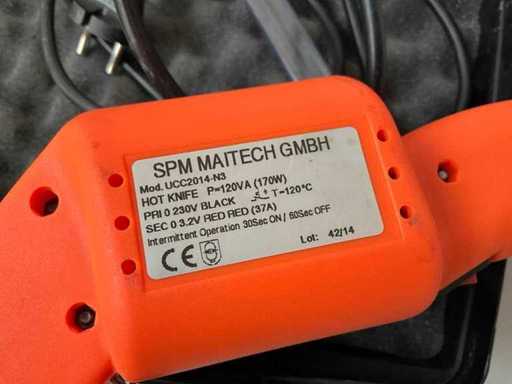 SPM MAITECH GMBH
Mod. UCC2014-N3
HOT KNIFE P=120VA (170W)
PRI 0 230V BLACK T-120°C
SEC 0 3.2V RED RED (37A)
Intermittent Operation 30Sec ON / 60Sec OFF
CE
Lot: 42/14